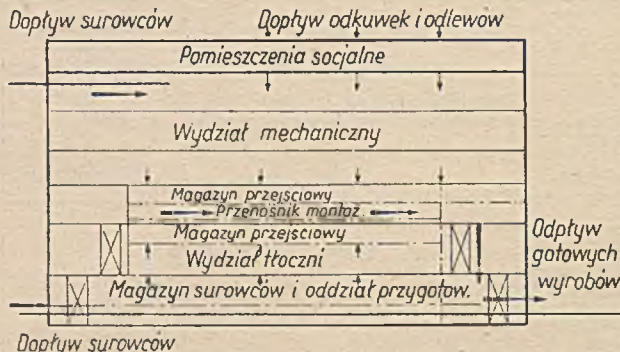 Dopływ surowców
Dopływ odkuwek i odlewów
Pomieszczenia socjalne
Wydział mechaniczny
Magazyn przejściowy
Przenośnik montaż.
Magazyn przejściowy
Wydział tłoczni
Odpływ
gotowych
wyrobów
Magazyn surowców i oddział przygotow.
Dopływ surowców